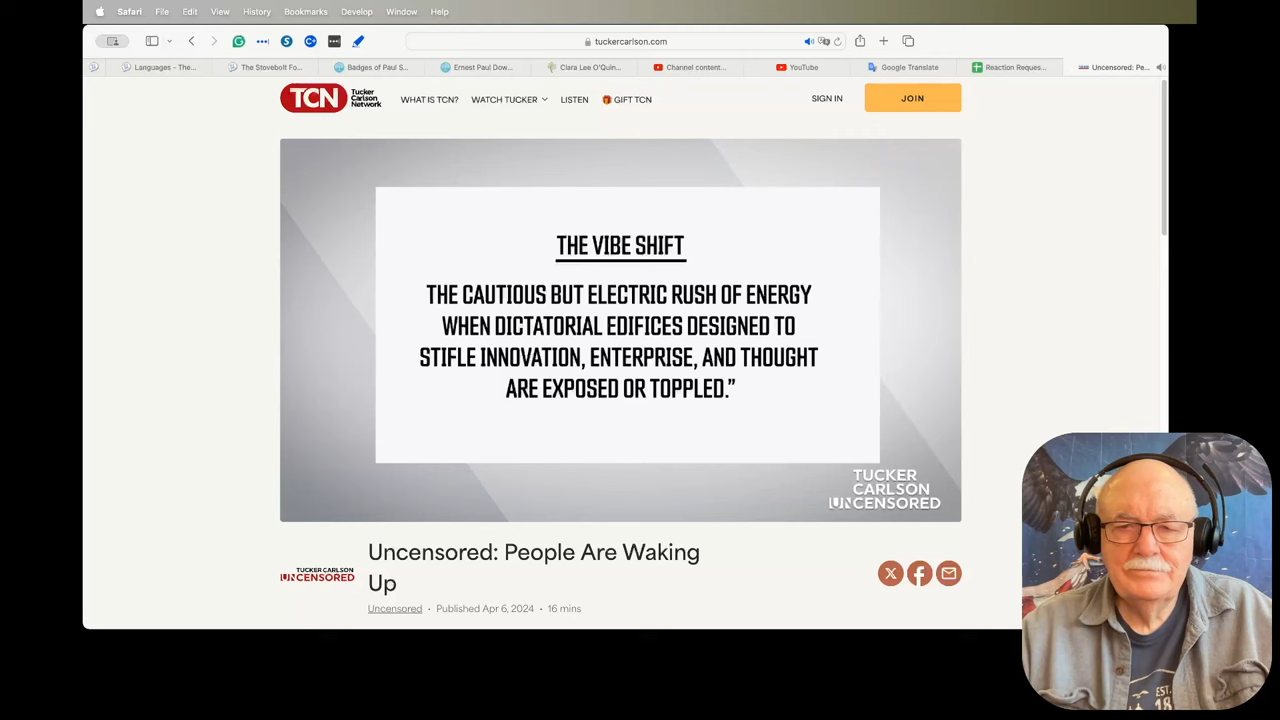 Safari File Edit View History Bookmarks Develop Window Help
tuckercarlson.com
Languages – The... The Stovebolt Fo... Badges of Paul S... Ernest Paul Dow... Clara Lee O'Quin... Channel content... YouTube Google Translate Reaction Reques... Uncensored: Pe...
TCN Tucker Carlson Network WHAT IS TCN? WATCH TUCKER LISTEN GIFT TCN SIGN IN JOIN
THE VIBE SHIFT
THE CAUTIOUS BUT ELECTRIC RUSH OF ENERGY
WHEN DICTATORIAL EDIFICES DESIGNED TO
STIFLE INNOVATION, ENTERPRISE, AND THOUGHT
ARE EXPOSED OR TOPPLED.”
TUCKER
CARLSON
UNCENSORED
Uncensored: People Are Waking
Up
TUCKER CARLSON
UNCENSORED
Uncensored • Published Apr 6, 2024 • 16 mins
EST.
18